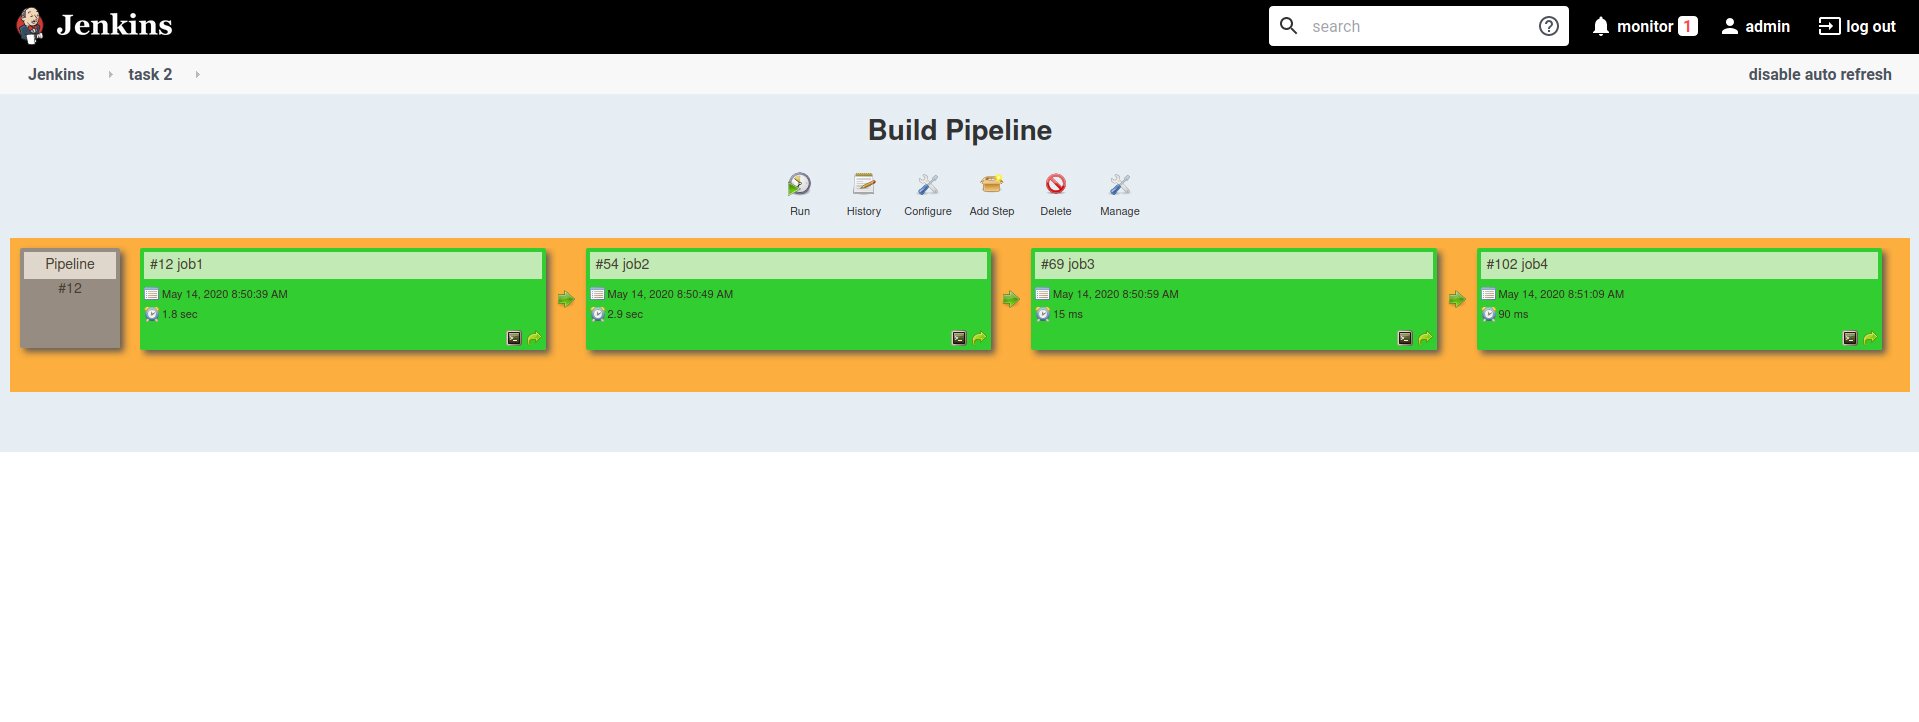 Jenkins
search
monitor 1
admin
log out
Jenkins
task 2
disable auto refresh
Build Pipeline
Run
History
Configure
Add Step
Delete
Manage
Pipeline
#12
#12 job1
May 14, 2020 8:50:39 AM
1.8 sec
#54 job2
May 14, 2020 8:50:49 AM
2.9 sec
#69 job3
May 14, 2020 8:50:59 AM
15 ms
#102 job4
May 14, 2020 8:51:09 AM
90 ms